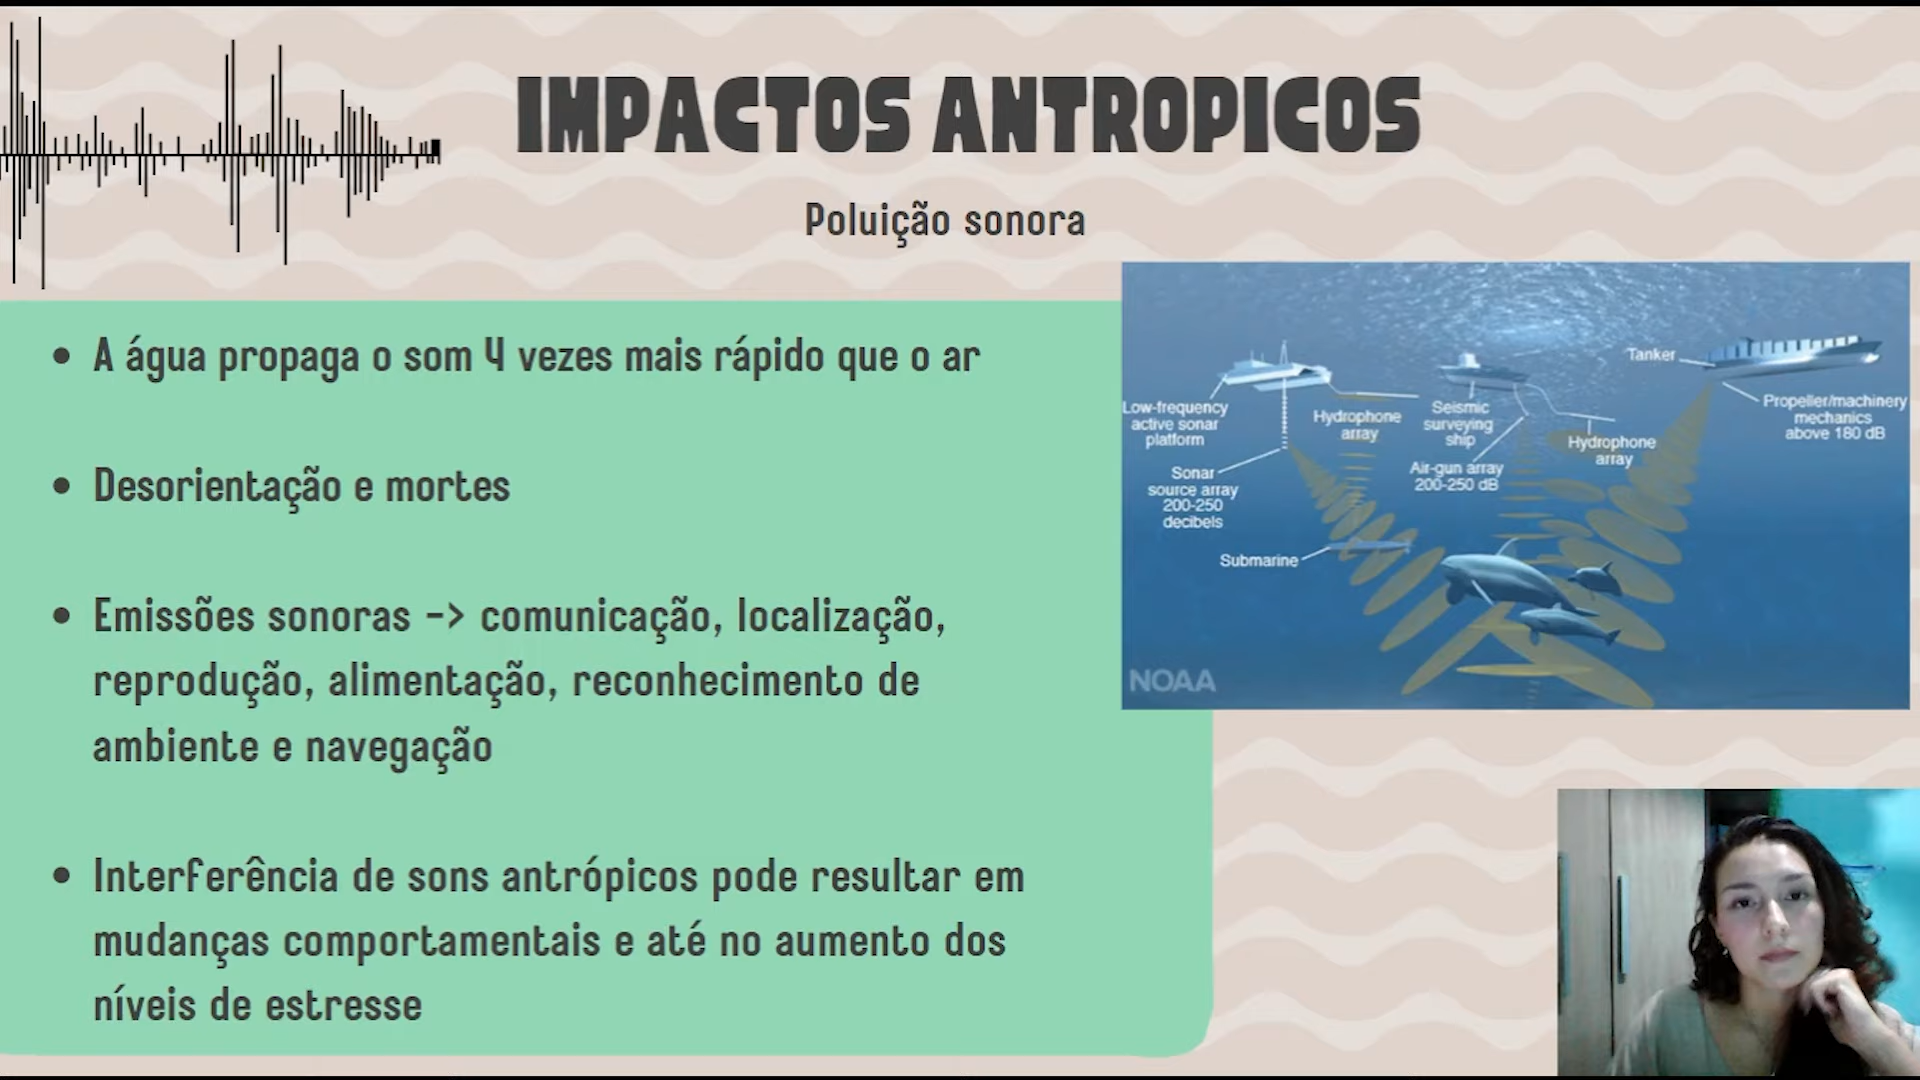 IMPACTOS ANTROPICOS
Poluição sonora
• A água propaga o som 4 vezes mais rápido que o ar
• Desorientação e mortes
• Emissões sonoras -> comunicação, localização,
reprodução, alimentação, reconhecimento de
ambiente e navegação
• Interferência de sons antrópicos pode resultar em
mudanças comportamentais e até no aumento dos
níveis de estresse
Low-frequency
active sonar
platform
Sonar
source array
200-250
decibels
Hydrophone
array
Submarine
Seismic
surveying
ship
Air-gun array
200-250 dB
Hydrophone
array
Tanker
Propeller/machinery
mechanics
above 180 dB
NOAA